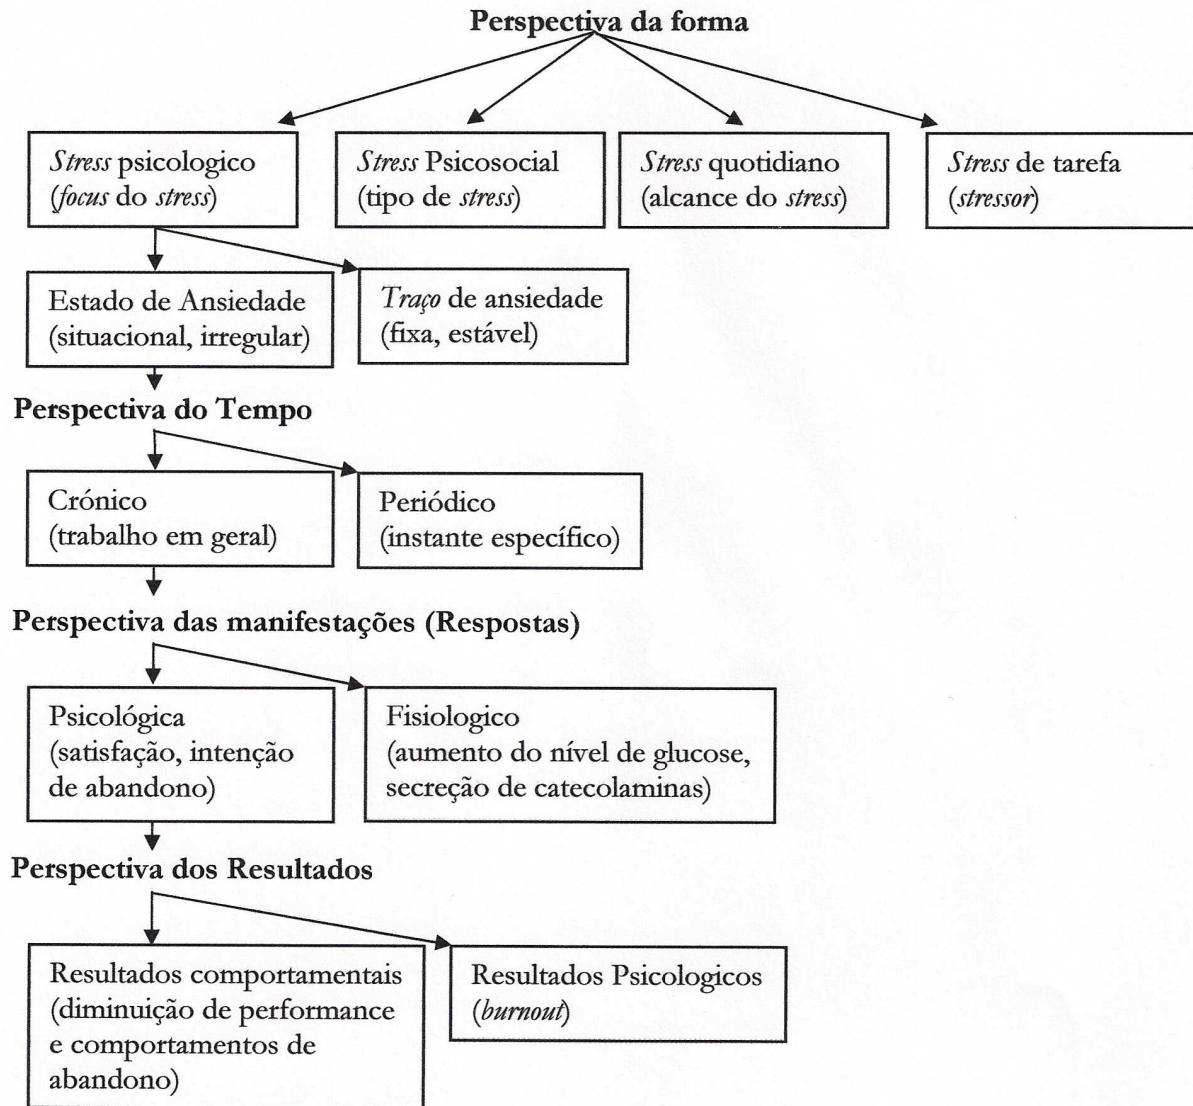 Perspectiva da forma
Stress psicologico
(focus do stress)
Stress Psicosocial
(tipo de stress)
Stress quotidiano
(alcance do stress)
Stress de tarefa
(stressor)
Estado de Ansiedade
(situacional, irregular)
Traço de ansiedade
(fixa, estável)
Perspectiva do Tempo
Crónico
(trabalho em geral)
Periódico
(instante específico)
Perspectiva das manifestações (Respostas)
Psicológica
(satisfação, intenção
de abandono)
Fisiologico
(aumento do nível de glucose,
secreção de catecolaminas)
Perspectiva dos Resultados
Resultados comportamentais
(diminuição de performance
e comportamentos de
abandono)
Resultados Psicologicos
(burnout)